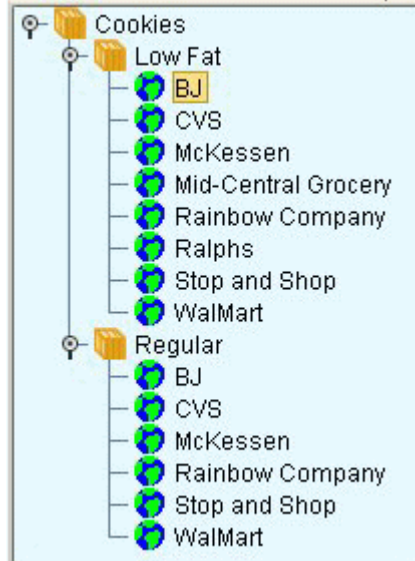 Cookies
Low Fat
BJ
CVS
McKessen
Mid-Central Grocery
Rainbow Company
Ralphs
Stop and Shop
WalMart
Regular
BJ
CVS
McKessen
Rainbow Company
Stop and Shop
WalMart